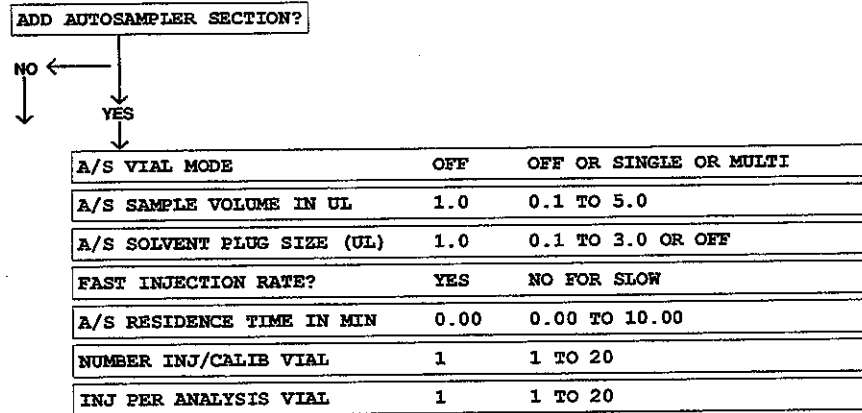 ADD AUTOSAMPLER SECTION?
NO
YES
A/S VIAL MODE OFF OFF OR SINGLE OR MULTI
A/S SAMPLE VOLUME IN UL 1.0 0.1 TO 5.0
A/S SOLVENT PLUG SIZE (UL) 1.0 0.1 TO 3.0 OR OFF
FAST INJECTION RATE? YES NO FOR SLOW
A/S RESIDENCE TIME IN MIN 0.00 0.00 TO 10.00
NUMBER INJ/CALIB VIAL 1 1 TO 20
INJ PER ANALYSIS VIAL 1 1 TO 20